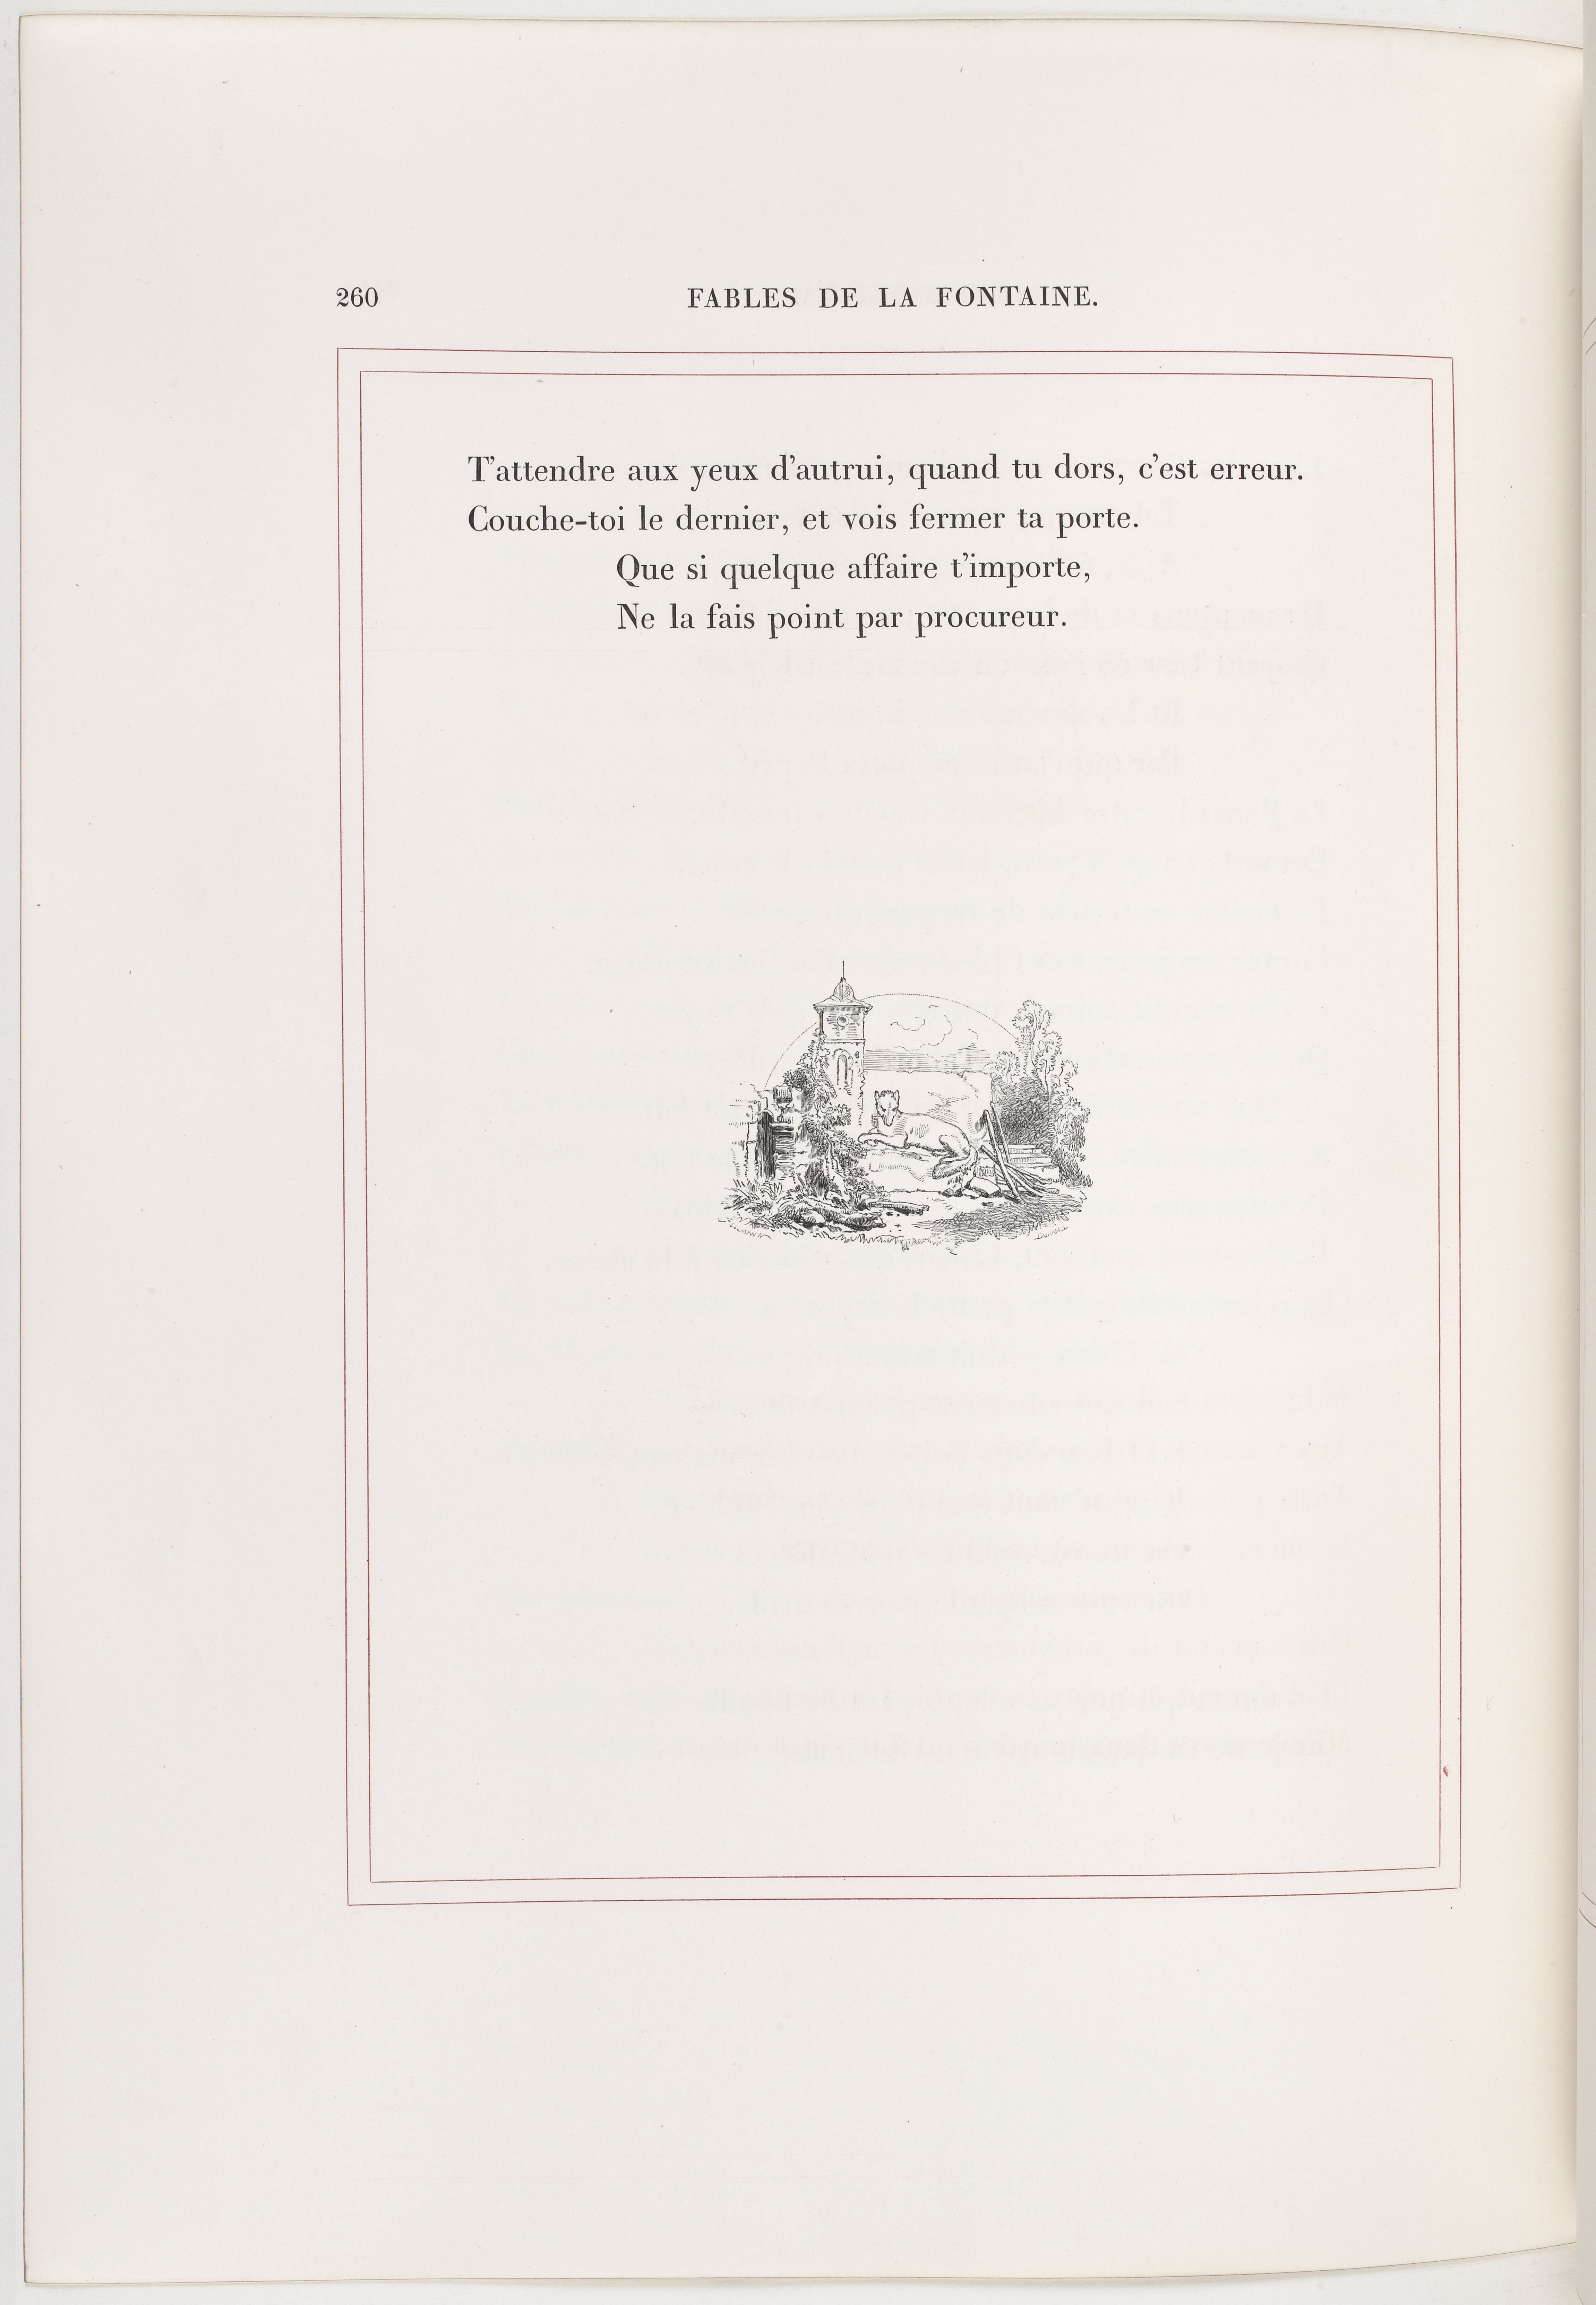 260
FABLES DE LA FONTAINE.
T'attendre aux yeux d'autrui, quand tu dors, c'est erreur.
Couche-toi le dernier, et vois fermer ta porte.
Que si quelque affaire t'importe,
Ne la fais point par procureur.